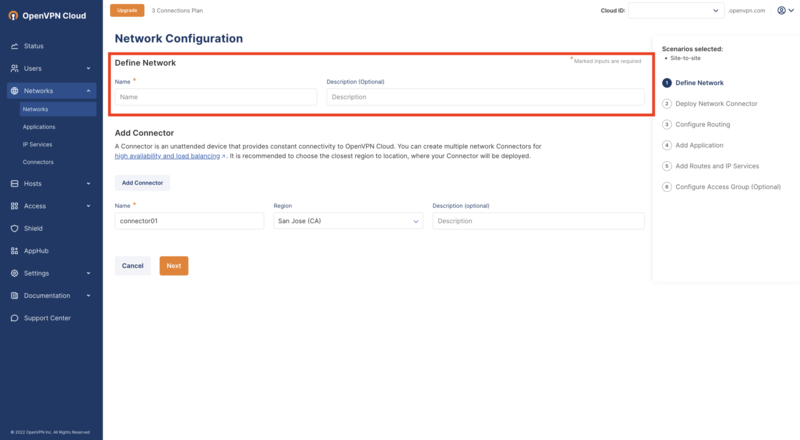 OpenVPN Cloud
Upgrade
3 Connections Plan
Cloud ID:
.openvpn.com
Status
Users
Networks
Networks
Applications
IP Services
Connectors
Hosts
Access
Shield
AppHub
Settings
Documentation
Support Center
© 2022 OpenVPN Inc. All Rights Reserved
Network Configuration
Define Network
* Marked inputs are required
Name *
Name
Description (Optional)
Description
Add Connector
A Connector is an unattended device that provides constant connectivity to OpenVPN Cloud. You can create multiple network Connectors for
high availability and load balancing. It is recommended to choose the closest region to location, where your Connector will be deployed.
Add Connector
Name *
connector01
Region
San Jose (CA)
Description (optional)
Description
Cancel
Next
Scenarios selected:
• Site-to-site
1 Define Network
2 Deploy Network Connector
3 Configure Routing
4 Add Application
5 Add Routes and IP Services
6 Configure Access Group (Optional)